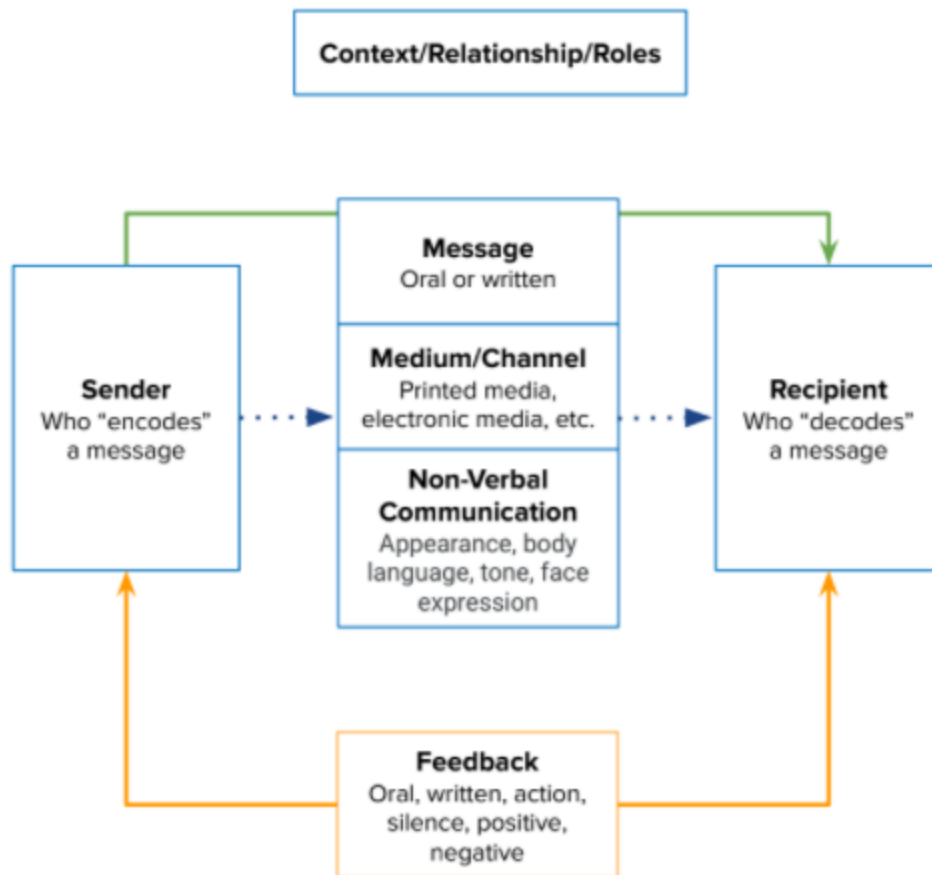 Context/Relationship/Roles
Message
Oral or written
Medium/Channel
Printed media,
electronic media, etc.
Non-Verbal
Communication
Appearance, body
language, tone, face
expression
Sender
Who “encodes”
a message
Recipient
Who “decodes”
a message
Feedback
Oral, written, action,
silence, positive,
negative